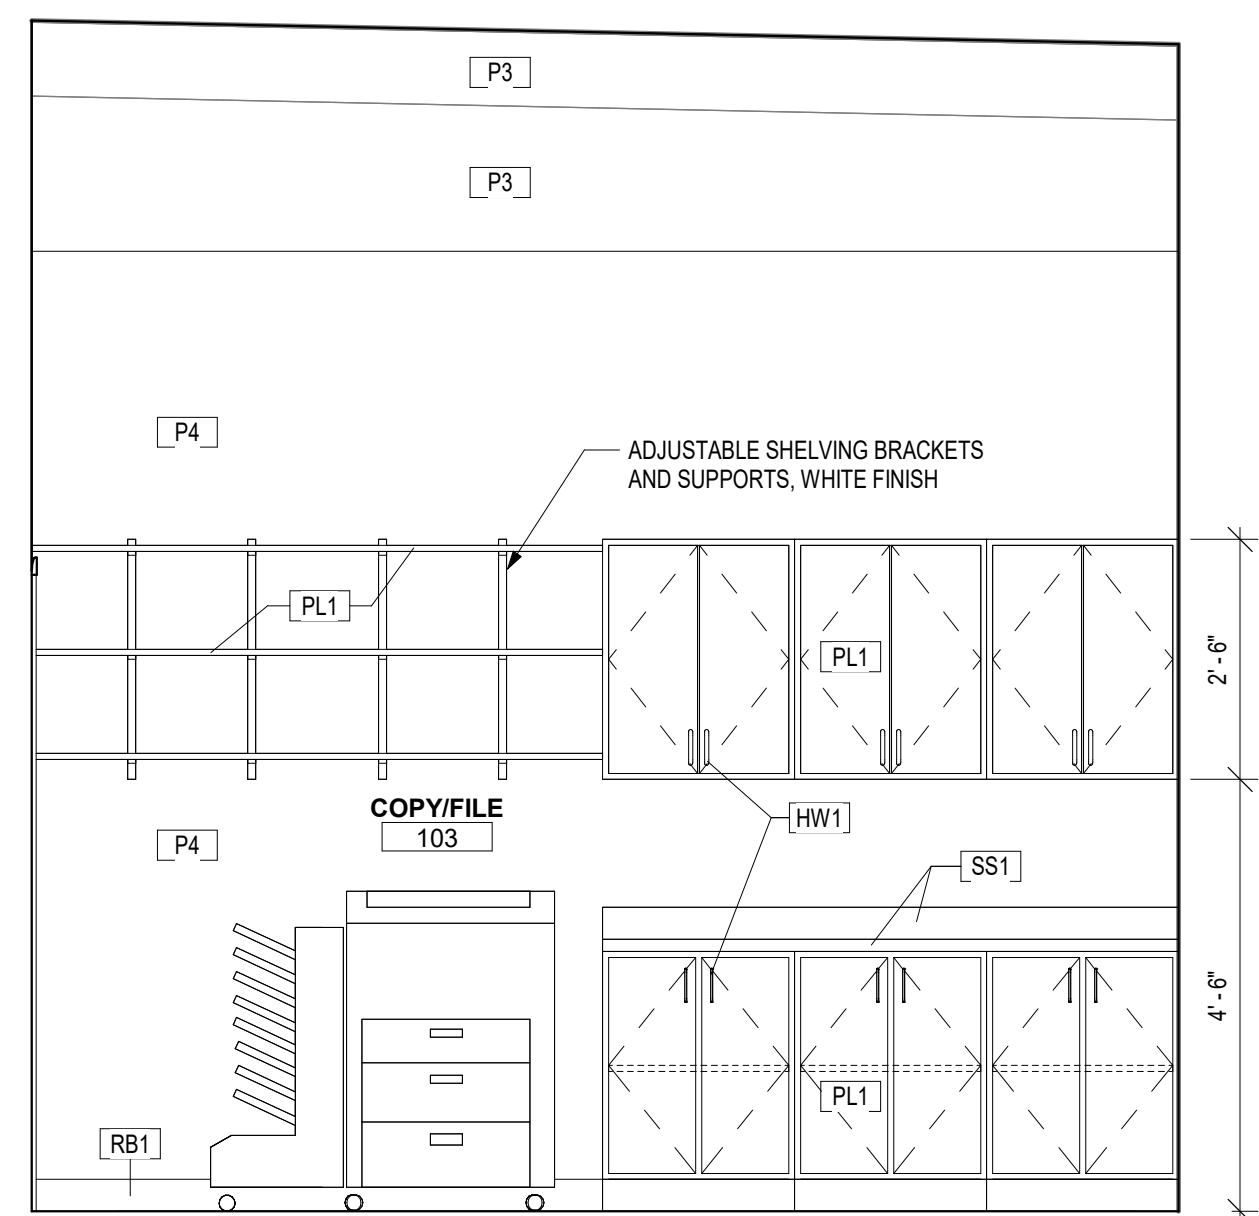 P3
P3
P4
ADJUSTABLE SHELVING BRACKETS
AND SUPPORTS, WHITE FINISH
PL1
PL1
2' - 6"
COPY/FILE
103
HW1
P4
SS1
4' - 6"
PL1
RB1